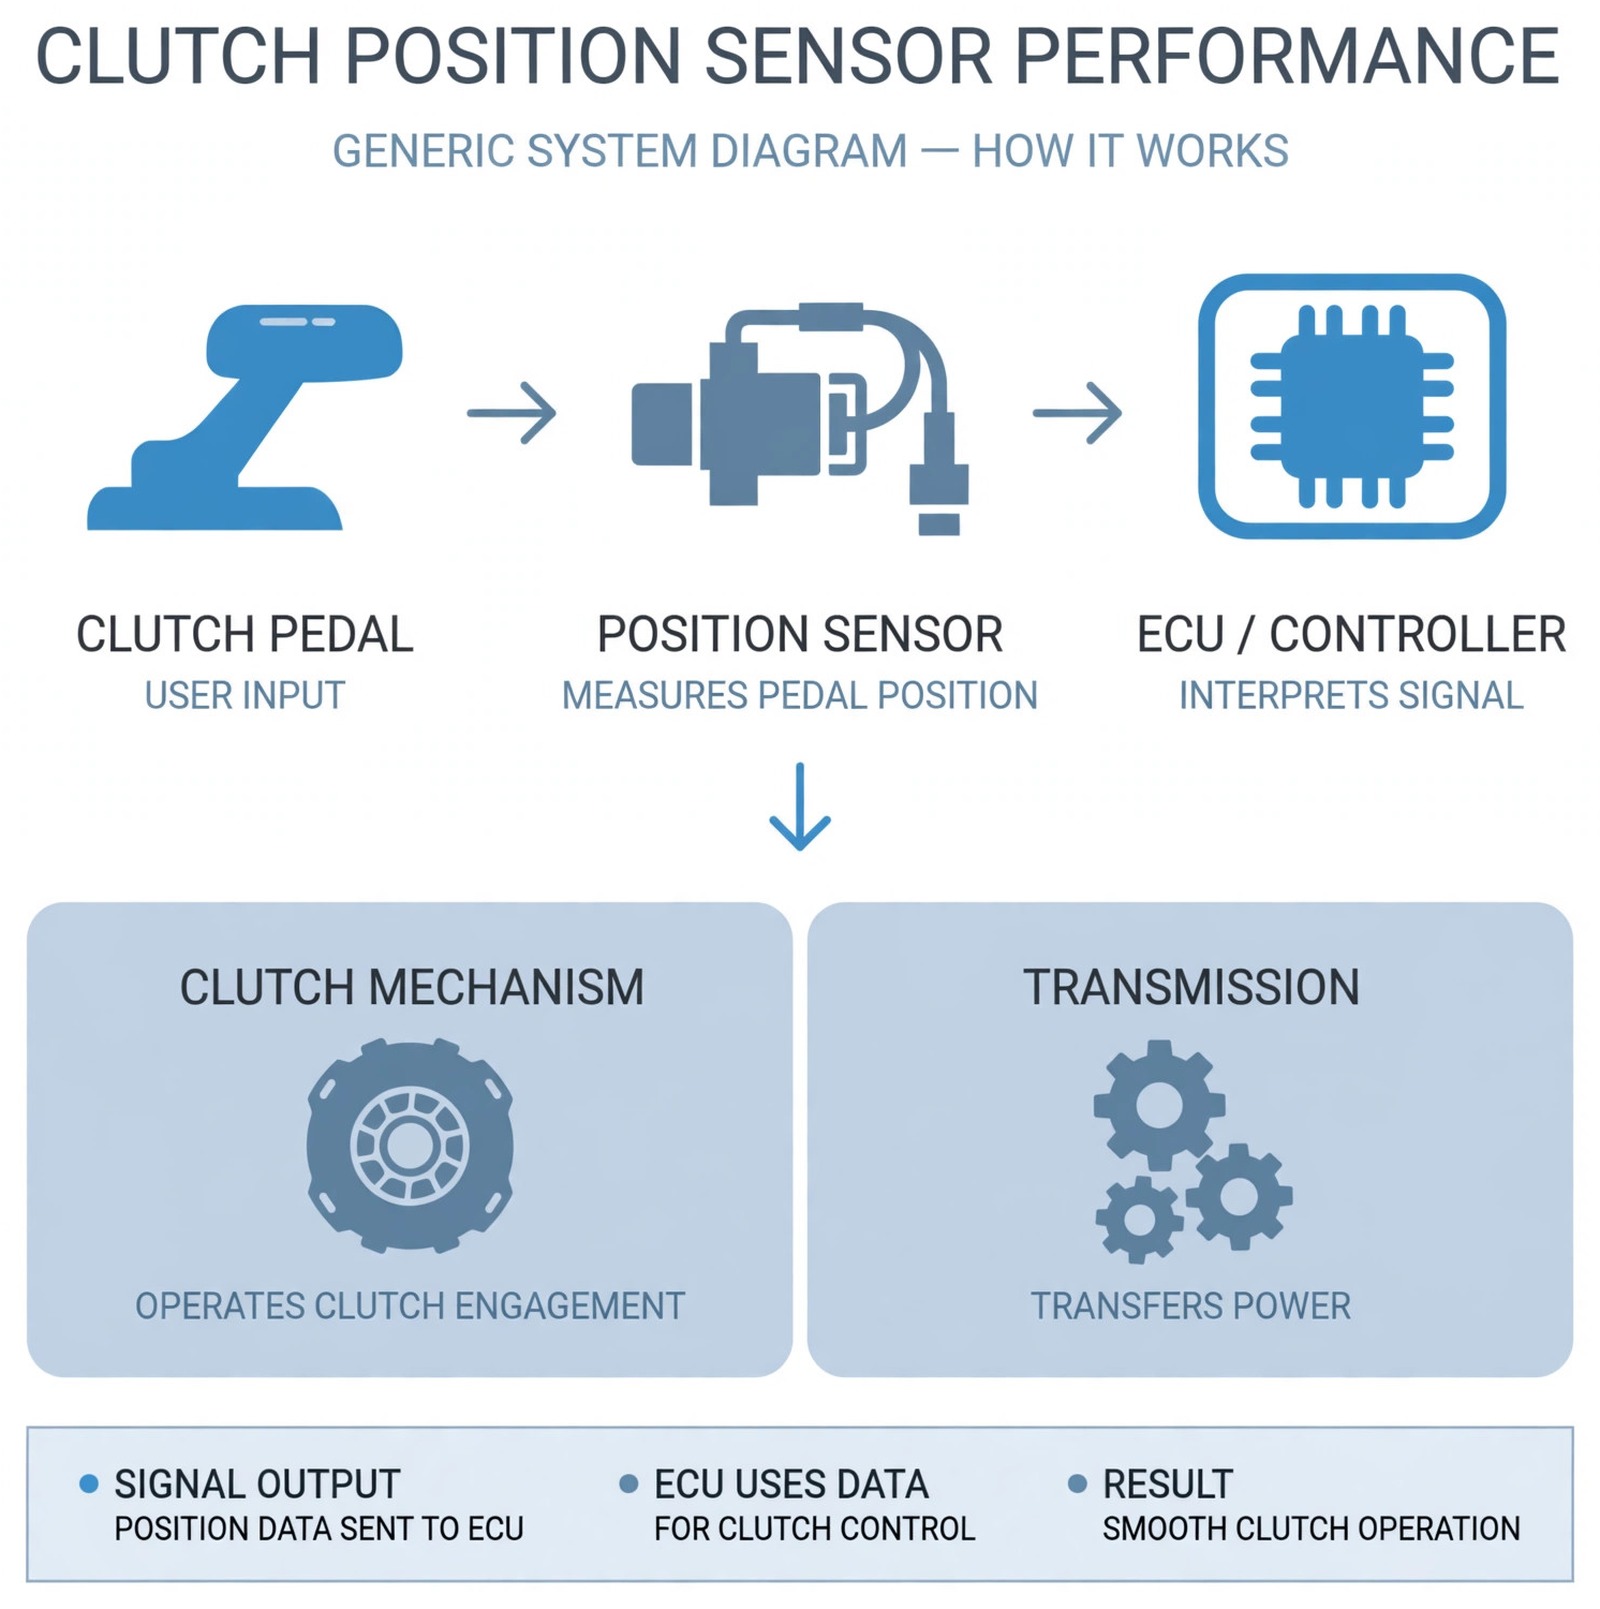 CLUTCH POSITION SENSOR PERFORMANCE
GENERIC SYSTEM DIAGRAM — HOW IT WORKS
CLUTCH PEDAL
USER INPUT
POSITION SENSOR
MEASURES PEDAL POSITION
ECU / CONTROLLER
INTERPRETS SIGNAL
CLUTCH MECHANISM
OPERATES CLUTCH ENGAGEMENT
TRANSMISSION
TRANSFERS POWER
SIGNAL OUTPUT
POSITION DATA SENT TO ECU
ECU USES DATA
FOR CLUTCH CONTROL
RESULT
SMOOTH CLUTCH OPERATION